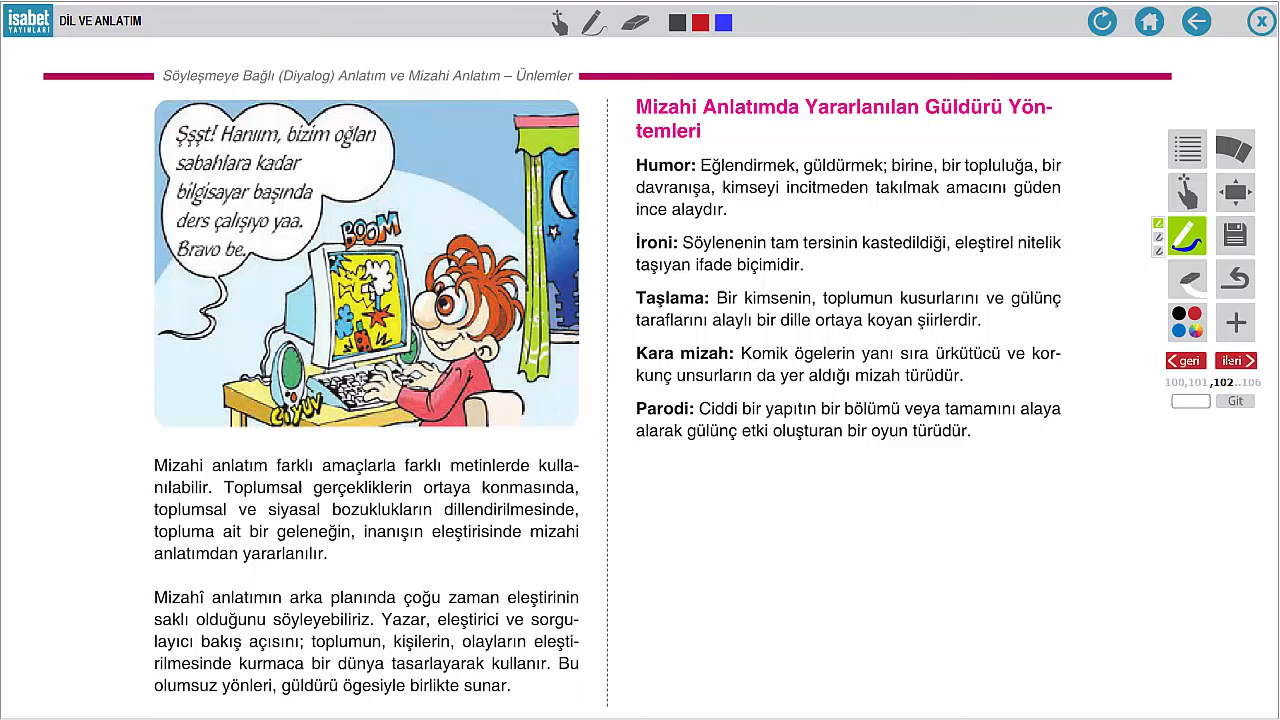 isabet
YAYINLARI
DİL VE ANLATIM
Söyleşmeye Bağlı (Diyalog) Anlatım ve Mizahi Anlatım – Ünlemler
Şşşt! Hanıım, bizim oğlan
sabahlara kadar
bilgisayar başında
ders çalışıyo yaa.
Bravo be.
BOOM
Mizahi anlatım farklı amaçlarla farklı metinlerde kulla-
nılabilir. Toplumsal gerçekliklerin ortaya konmasında,
toplumsal ve siyasal bozuklukların dillendirilmesinde,
topluma ait bir geleneğin, inanışın eleştirisinde mizahi
anlatımdan yararlanılır.
Mizahî anlatımın arka planında çoğu zaman eleştirinin
saklı olduğunu söyleyebiliriz. Yazar, eleştirici ve sorgu-
layıcı bakış açısını; toplumun, kişilerin, olayların eleşti-
rilmesinde kurmaca bir dünya tasarlayarak kullanır. Bu
olumsuz yönleri, güldürü ögesiyle birlikte sunar.
Mizahi Anlatımda Yararlanılan Güldürü Yön-
temleri
Humor: Eğlendirmek, güldürmek; birine, bir topluluğa, bir
davranışa, kimseyi incitmeden takılmak amacını güden
ince alaydır.
İroni: Söylenenin tam tersinin kastedildiği, eleştirel nitelik
taşıyan ifade biçimidir.
Taşlama: Bir kimsenin, toplumun kusurlarını ve gülünç
taraflarını alaylı bir dille ortaya koyan şiirlerdir.
Kara mizah: Komik ögelerin yanı sıra ürkütücü ve kor-
kunç unsurların da yer aldığı mizah türüdür.
Parodi: Ciddi bir yapıtın bir bölümü veya tamamını alaya
alarak gülünç etki oluşturan bir oyun türüdür.
geri ileri
100,101,102..106
Git